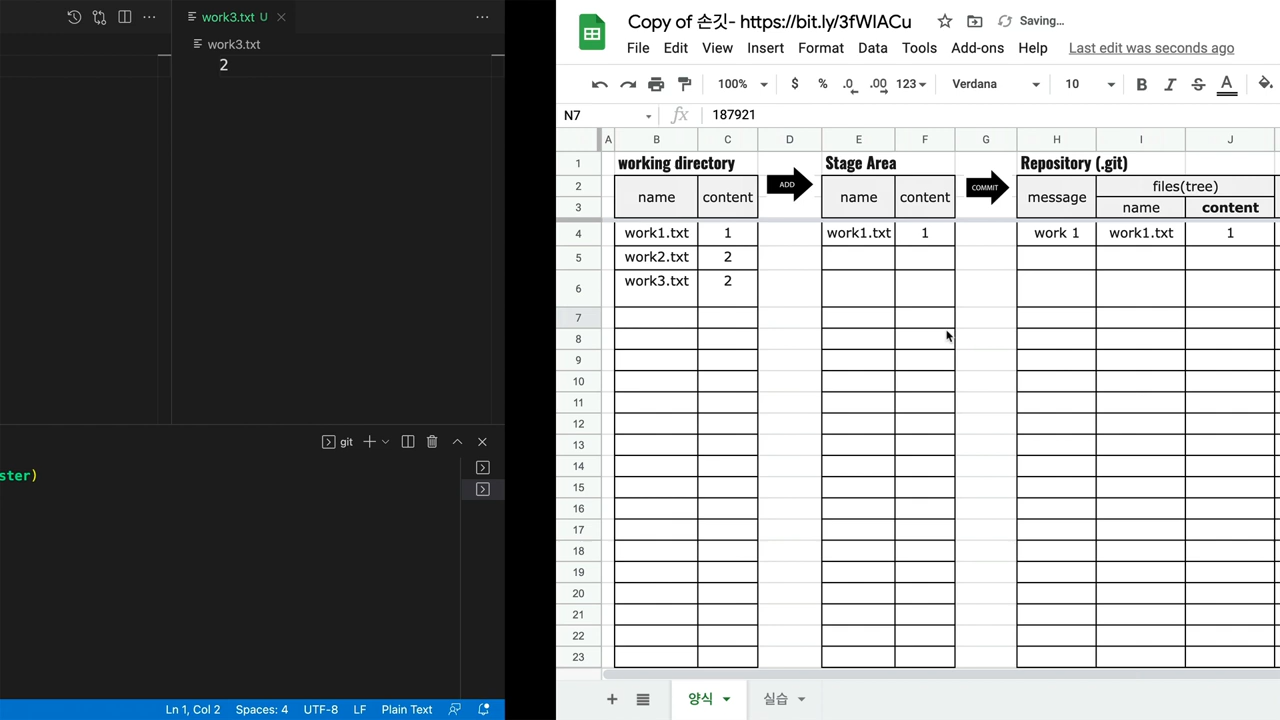 work3.txt U
work3.txt
2
git
ster)
Ln 1, Col 2 Spaces: 4 UTF-8 LF Plain Text
Copy of 손깃- https://bit.ly/3fWIACu Saving…
File Edit View Insert Format Data Tools Add-ons Help Last edit was seconds ago
100% $ % .0 .00 123 Verdana 10 B I S A
N7 fx 187921
A B C D E F G H I J
1 working directory Stage Area Repository (.git)
2 name content ADD name content COMMIT message files(tree)
3 name content
4 work1.txt 1 work1.txt 1 work 1 work1.txt 1
5 work2.txt 2
6 work3.txt 2
7
8
9
10
11
12
13
14
15
16
17
18
19
20
21
22
23
양식 실습